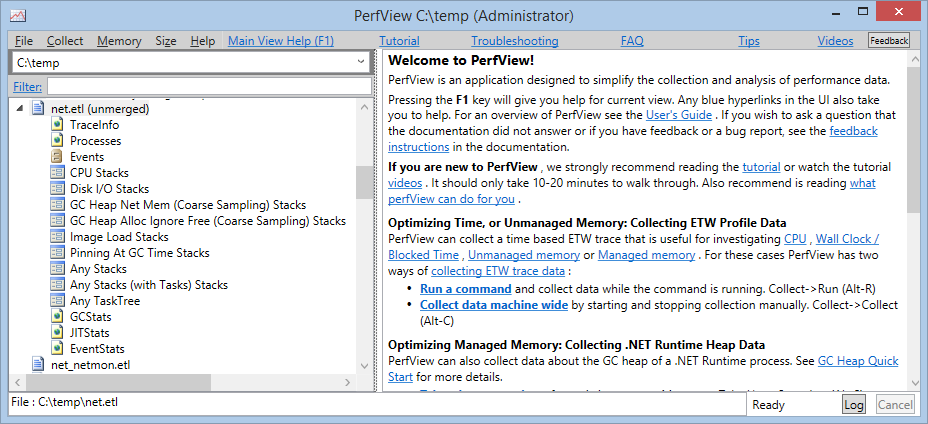 PerfView C:\temp (Administrator)
File Collect Memory Size Help Main View Help (F1) Tutorial Troubleshooting FAQ Tips Videos Feedback
C:\temp
Filter:
net.etl (unmerged)
TraceInfo
Processes
Events
CPU Stacks
Disk I/O Stacks
GC Heap Net Mem (Coarse Sampling) Stacks
GC Heap Alloc Ignore Free (Coarse Sampling) Stacks
Image Load Stacks
Pinning At GC Time Stacks
Any Stacks
Any Stacks (with Tasks) Stacks
Any TaskTree
GCStats
JITStats
EventStats
net_netmon.etl
Welcome to PerfView!
PerfView is an application designed to simplify the collection and analysis of performance data.
Pressing the F1 key will give you help for current view. Any blue hyperlinks in the UI also take
you to help. For an overview of PerfView see the User's Guide . If you wish to ask a question that
the documentation did not answer or if you have feedback or a bug report, see the feedback
instructions in the documentation.
If you are new to PerfView , we strongly recommend reading the tutorial or watch the tutorial
videos . It should only take 10-20 minutes to walk through. Also recommend is reading what
perfView can do for you .
Optimizing Time, or Unmanaged Memory: Collecting ETW Profile Data
PerfView can collect a time based ETW trace that is useful for investigating CPU , Wall Clock /
Blocked Time , Unmanaged memory or Managed memory . For these cases PerfView has two
ways of collecting ETW trace data :
• Run a command and collect data while the command is running. Collect->Run (Alt-R)
• Collect data machine wide by starting and stopping collection manually. Collect->Collect
(Alt-C)
Optimizing Managed Memory: Collecting .NET Runtime Heap Data
PerfView can also collect data about the GC heap of a .NET Runtime process. See GC Heap Quick
Start for more details.
File : C:\temp\net.etl
Ready Log Cancel